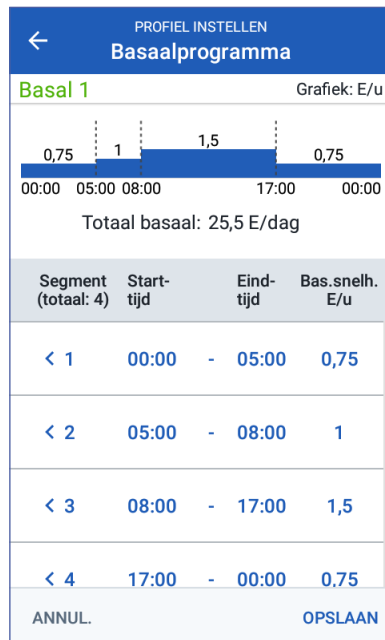 PROFIEL INSTELLEN
Basaalprogramma
Basal 1 Grafiek: E/u
0,75 1 1,5 0,75
00:00 05:00 08:00 17:00 00:00
Totaal basaal: 25,5 E/dag
Segment Start- Eind- Bas.snelh.
(totaal: 4) tijd tijd E/u
< 1 00:00 - 05:00 0,75
< 2 05:00 - 08:00 1
< 3 08:00 - 17:00 1,5
< 4 17:00 - 00:00 0,75
ANNUL. OPSLAAN